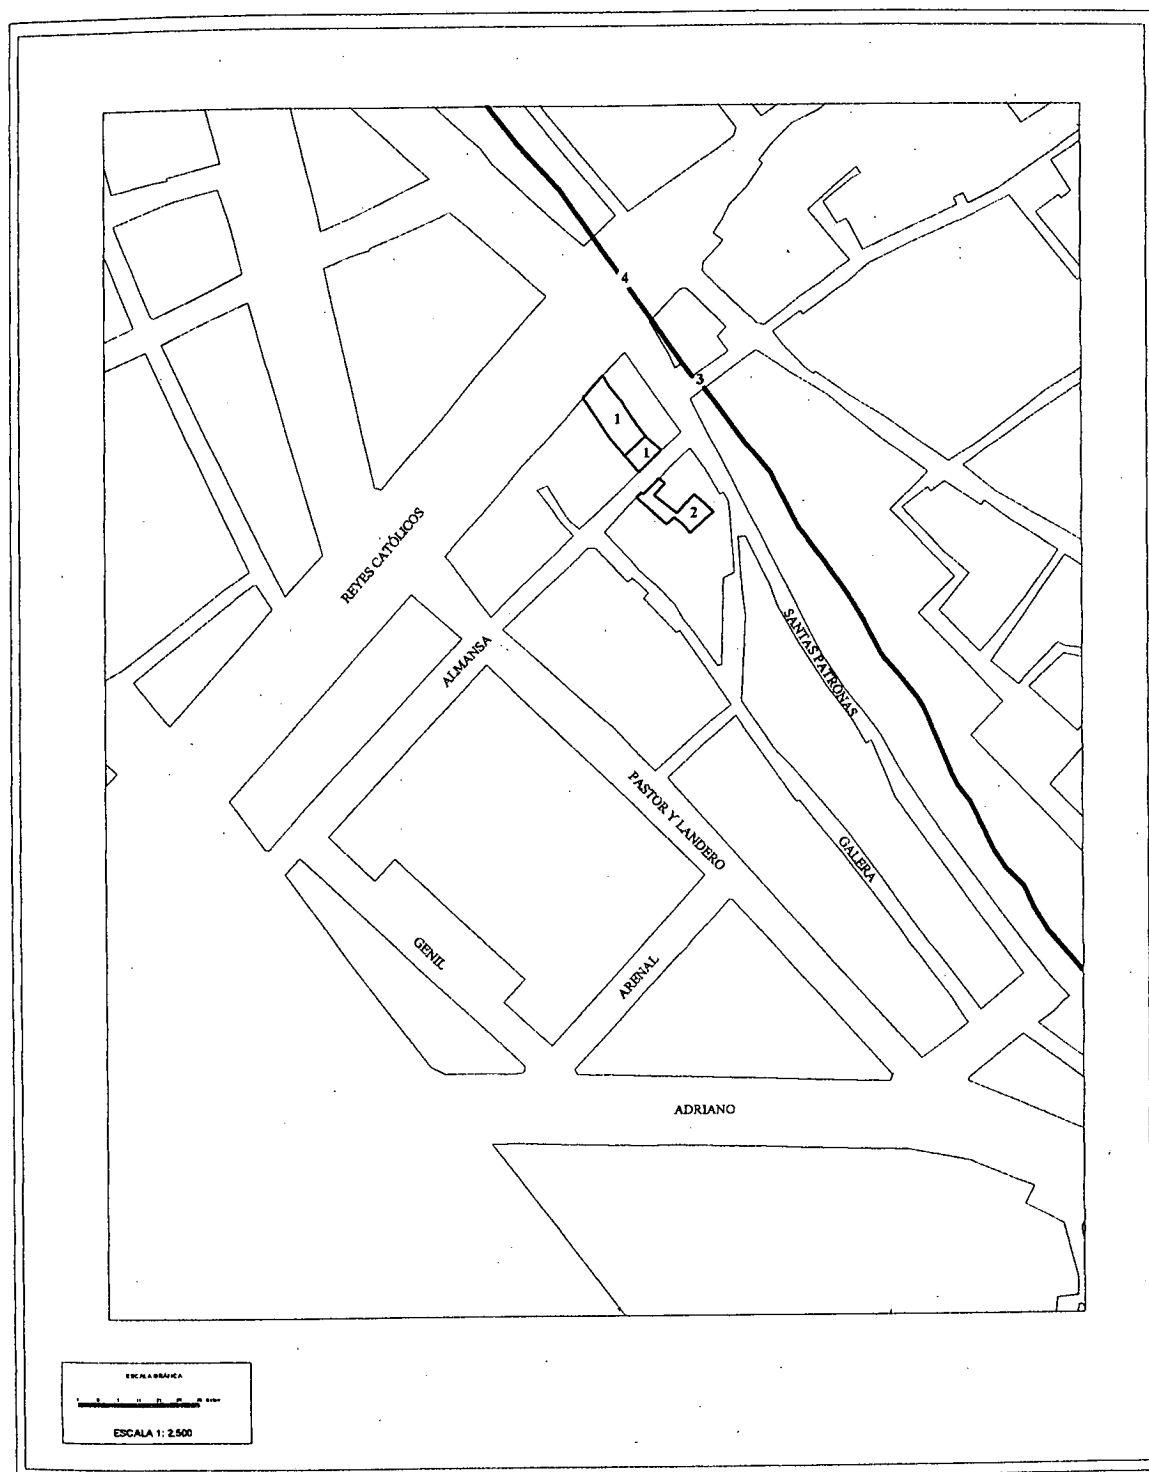 4
3
1
1
2
REYES CATÓLICOS
SANTAS PATRONAS
ALMANSA
PASTOR Y LANDERO
GALERA
GENIL
ARENAL
ADRIANO
ESCALA GRÁFICA
ESCALA 1: 2.500